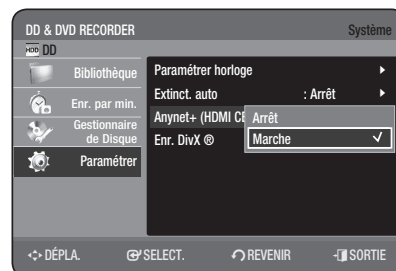 DD & DVD RECORDER Système
HDD DD
Bibliothèque
Enr. par min.
Gestionnaire
de Disque
Paramétrer
Paramétrer horloge
Extinct. auto : Arrêt
Anynet+ (HDMI CE
Enr. DivX ®
Arrêt
Marche
DÉPLA. SELECT. REVENIR SORTIE